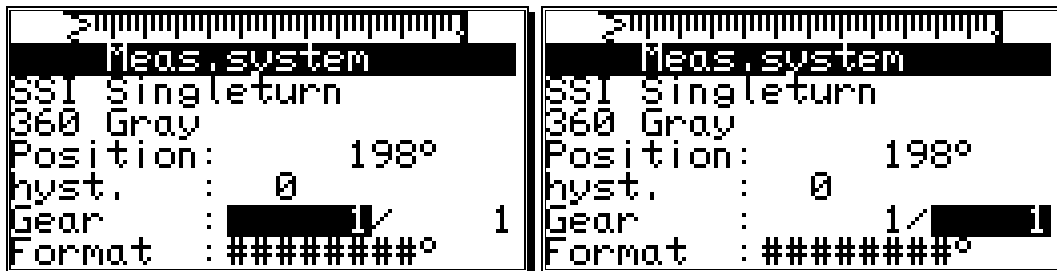 Meas.system
SSI Singleturn
360 Gray
Position: 198°
hyst. : 0
Gear : 1/ 1
Format : ########°
Meas.system
SSI Singleturn
360 Gray
Position: 198°
hyst. : 0
Gear : 1/ 1
Format : ########°